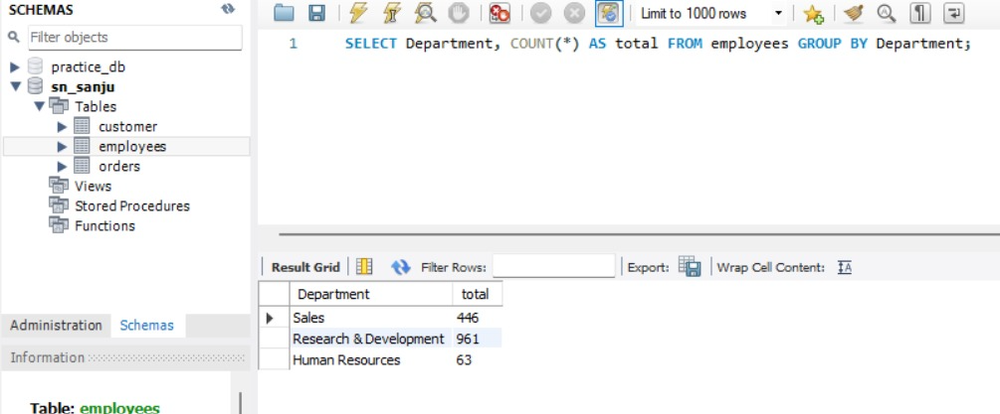 SCHEMAS
Filter objects
practice_db
sn_sanju
Tables
customer
employees
orders
Views
Stored Procedures
Functions
Administration Schemas
Information
Table: employees
Limit to 1000 rows
1 SELECT Department, COUNT(*) AS total FROM employees GROUP BY Department;
Result Grid Filter Rows: Export: Wrap Cell Content: IA
Department total
Sales 446
Research & Development 961
Human Resources 63